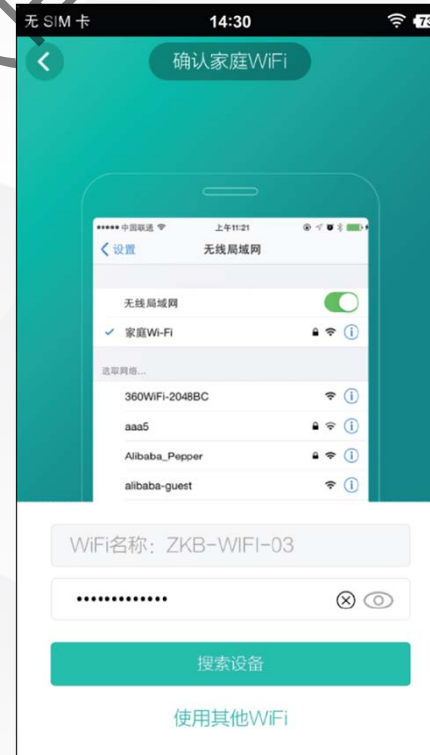 无 SIM 卡 14:30 73
确认家庭WiFi
中国联通 上午11:21
设置 无线局域网
无线局域网
家庭Wi-Fi
选取网络...
360WiFi-2048BC
aaa5
Alibaba_Pepper
alibaba-guest
WiFi名称: ZKB-WIFI-03
•••••••••••••
搜索设备
使用其他WiFi